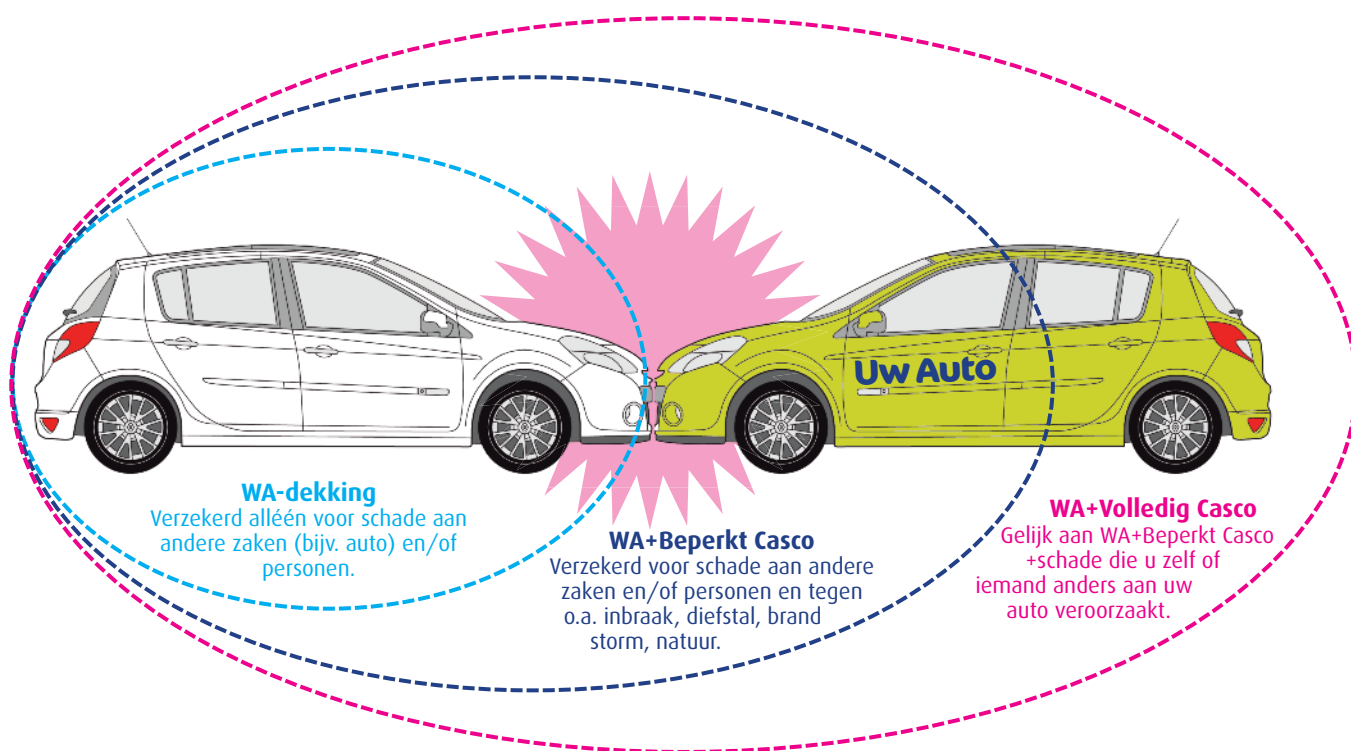 Uw Auto
WA-dekking
Verzekerd alléén voor schade aan
andere zaken (bijv. auto) en/of
personen.
WA+Beperkt Casco
Verzekerd voor schade aan andere
zaken en/of personen en tegen
o.a. inbraak, diefstal, brand
storm, natuur.
WA+Volledig Casco
Gelijk aan WA+Beperkt Casco
+schade die u zelf of
iemand anders aan uw
auto veroorzaakt.